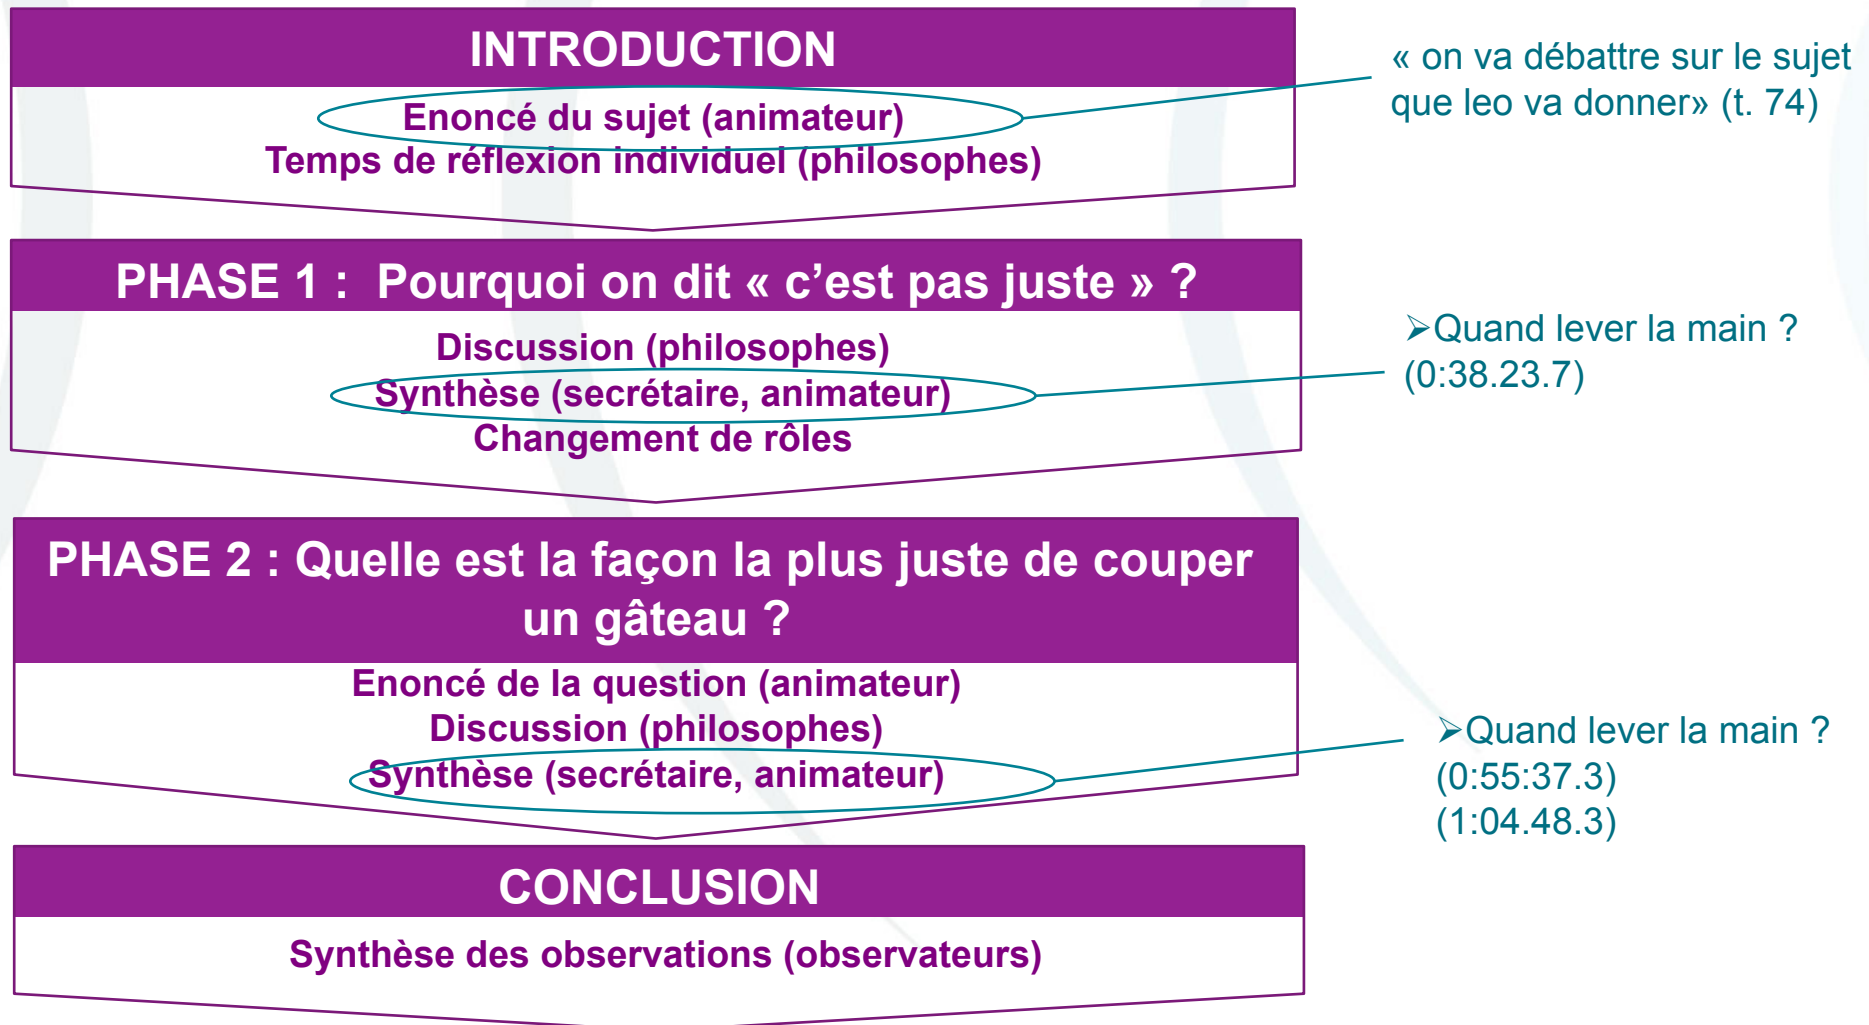 INTRODUCTION
Enoncé du sujet (animateur)
Temps de réflexion individuel (philosophes)
« on va débattre sur le sujet
que leo va donner» (t. 74)
PHASE 1 : Pourquoi on dit « c’est pas juste » ?
Discussion (philosophes)
Synthèse (secrétaire, animateur)
Changement de rôles
➢Quand lever la main ?
(0:38.23.7)
PHASE 2 : Quelle est la façon la plus juste de couper
un gâteau ?
Enoncé de la question (animateur)
Discussion (philosophes)
Synthèse (secrétaire, animateur)
➢Quand lever la main ?
(0:55:37.3)
(1:04.48.3)
CONCLUSION
Synthèse des observations (observateurs)